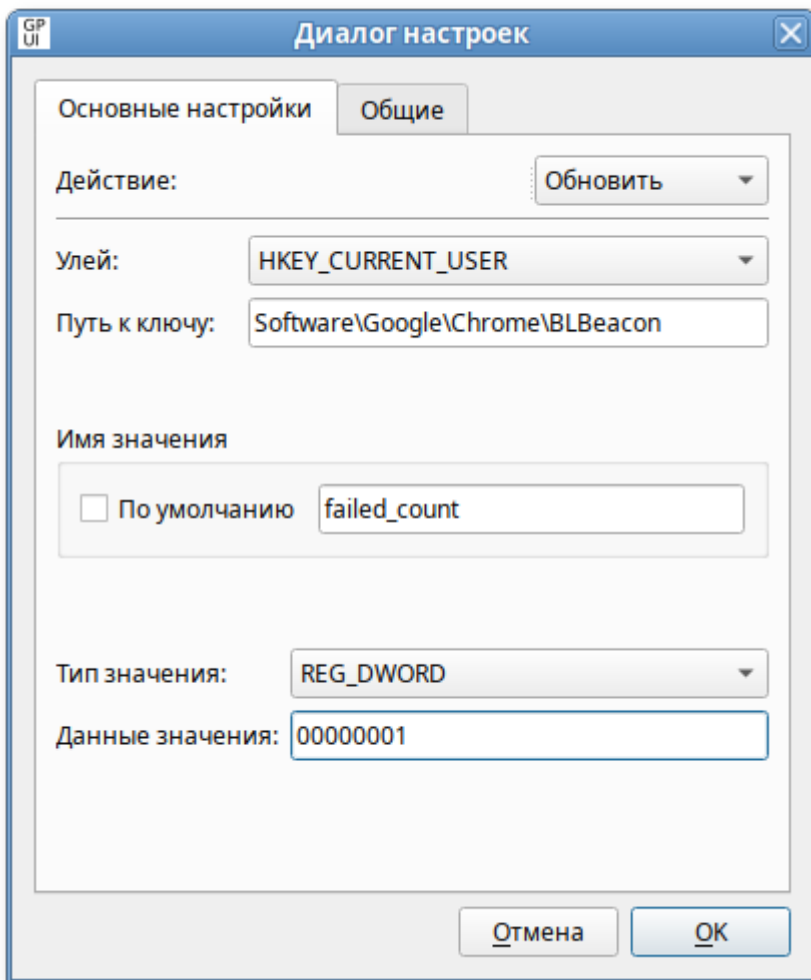 GP
UI
Диалог настроек
Основные настройки
Общие
Действие:
Обновить
Улей:
HKEY_CURRENT_USER
Путь к ключу:
Software\Google\Chrome\BLBeacon
Имя значения
По умолчанию
failed_count
Тип значения:
REG_DWORD
Данные значения:
00000001
Отмена
OK